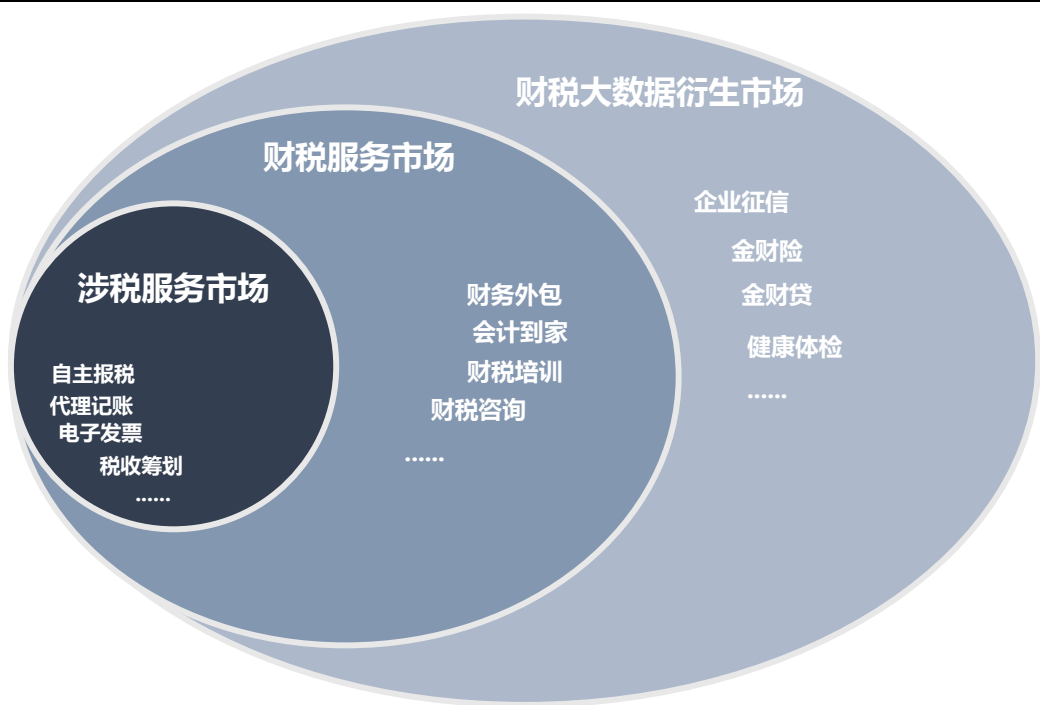 财税大数据衍生市场
企业征信
金财险
金财贷
健康体检
......
财税服务市场
财务外包
会计到家
财税培训
财税咨询
......
涉税服务市场
自主报税
代理记账
电子发票
税收筹划
......